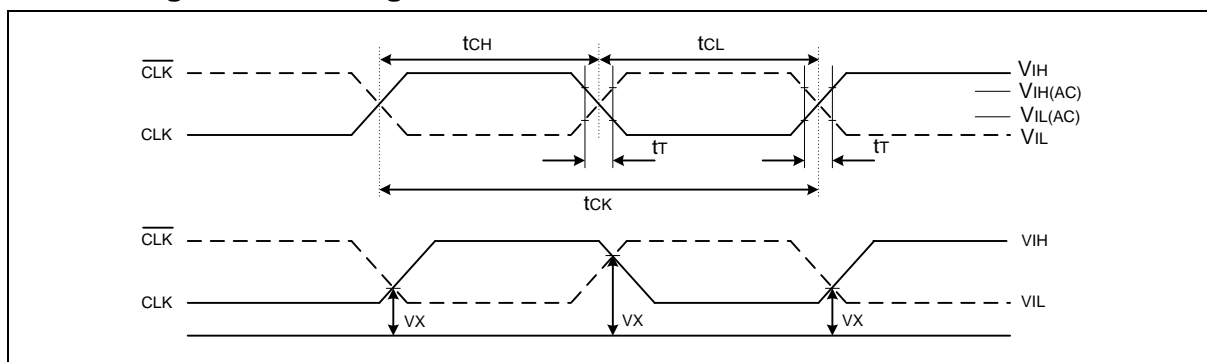 tCH tCL
CLK VIH
VIH(AC)
VIL(AC)
CLK VIL
tT tT
tCK
CLK VIH
CLK VIL
VX VX VX